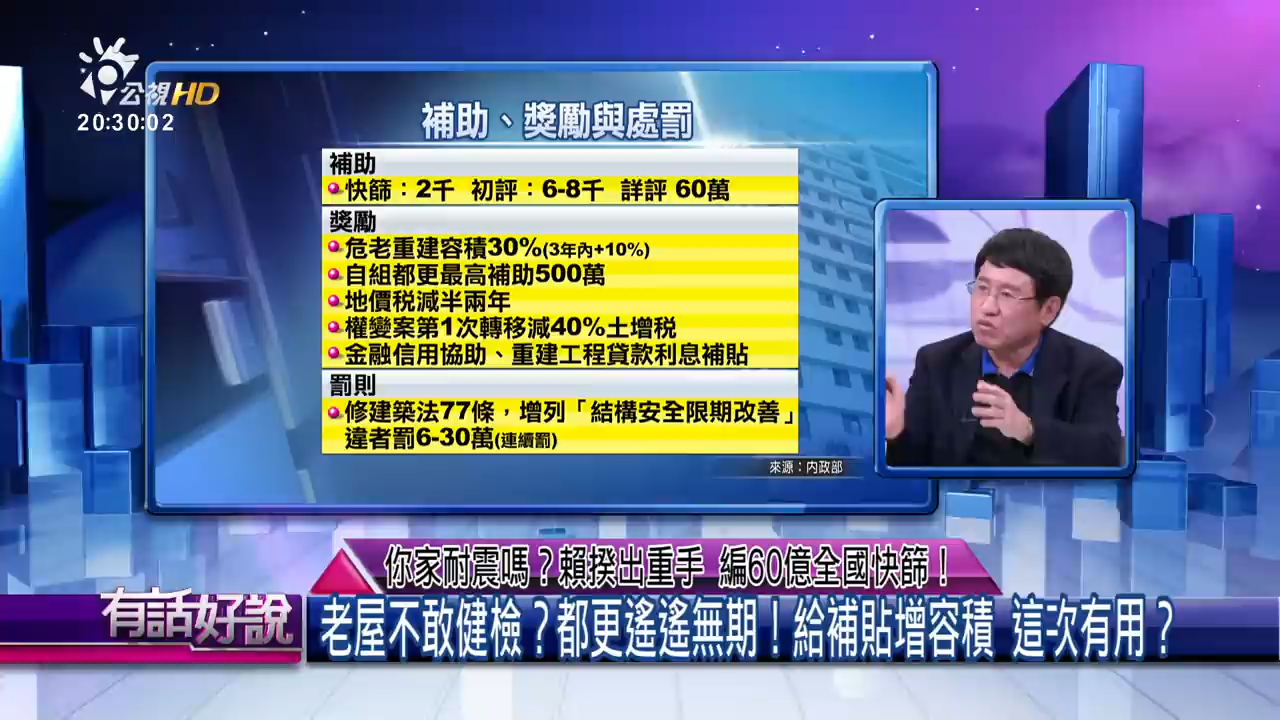 公視HD
20:30:02
補助、獎勵與處罰
補助
快篩：2千 初評：6-8千 詳評 60萬
獎勵
危老重建容積30%(3年內+10%)
自組都更最高補助500萬
地價稅減半兩年
權變案第1次轉移減40%土增稅
金融信用協助、重建工程貸款利息補貼
罰則
修建築法77條，增列「結構安全限期改善」
違者罰6-30萬(連續罰)
來源：內政部
你家耐震嗎？賴揆出重手 編60億全國快篩！
有話好說
老屋不敢健檢？都更遙遙無期！給補貼增容積 這次有用？